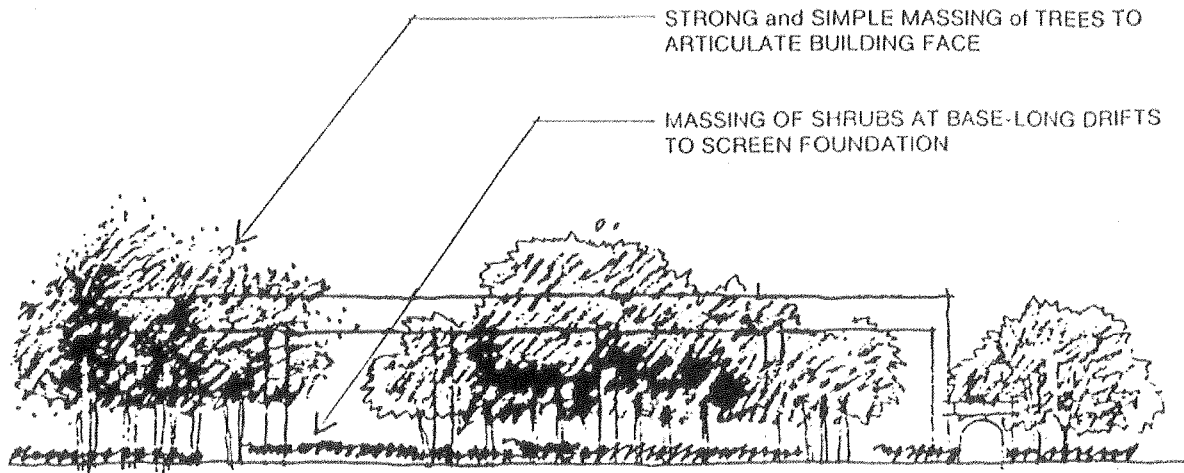 STRONG and SIMPLE MASSING of TREES TO
ARTICULATE BUILDING FACE
MASSING OF SHRUBS AT BASE-LONG DRIFTS
TO SCREEN FOUNDATION